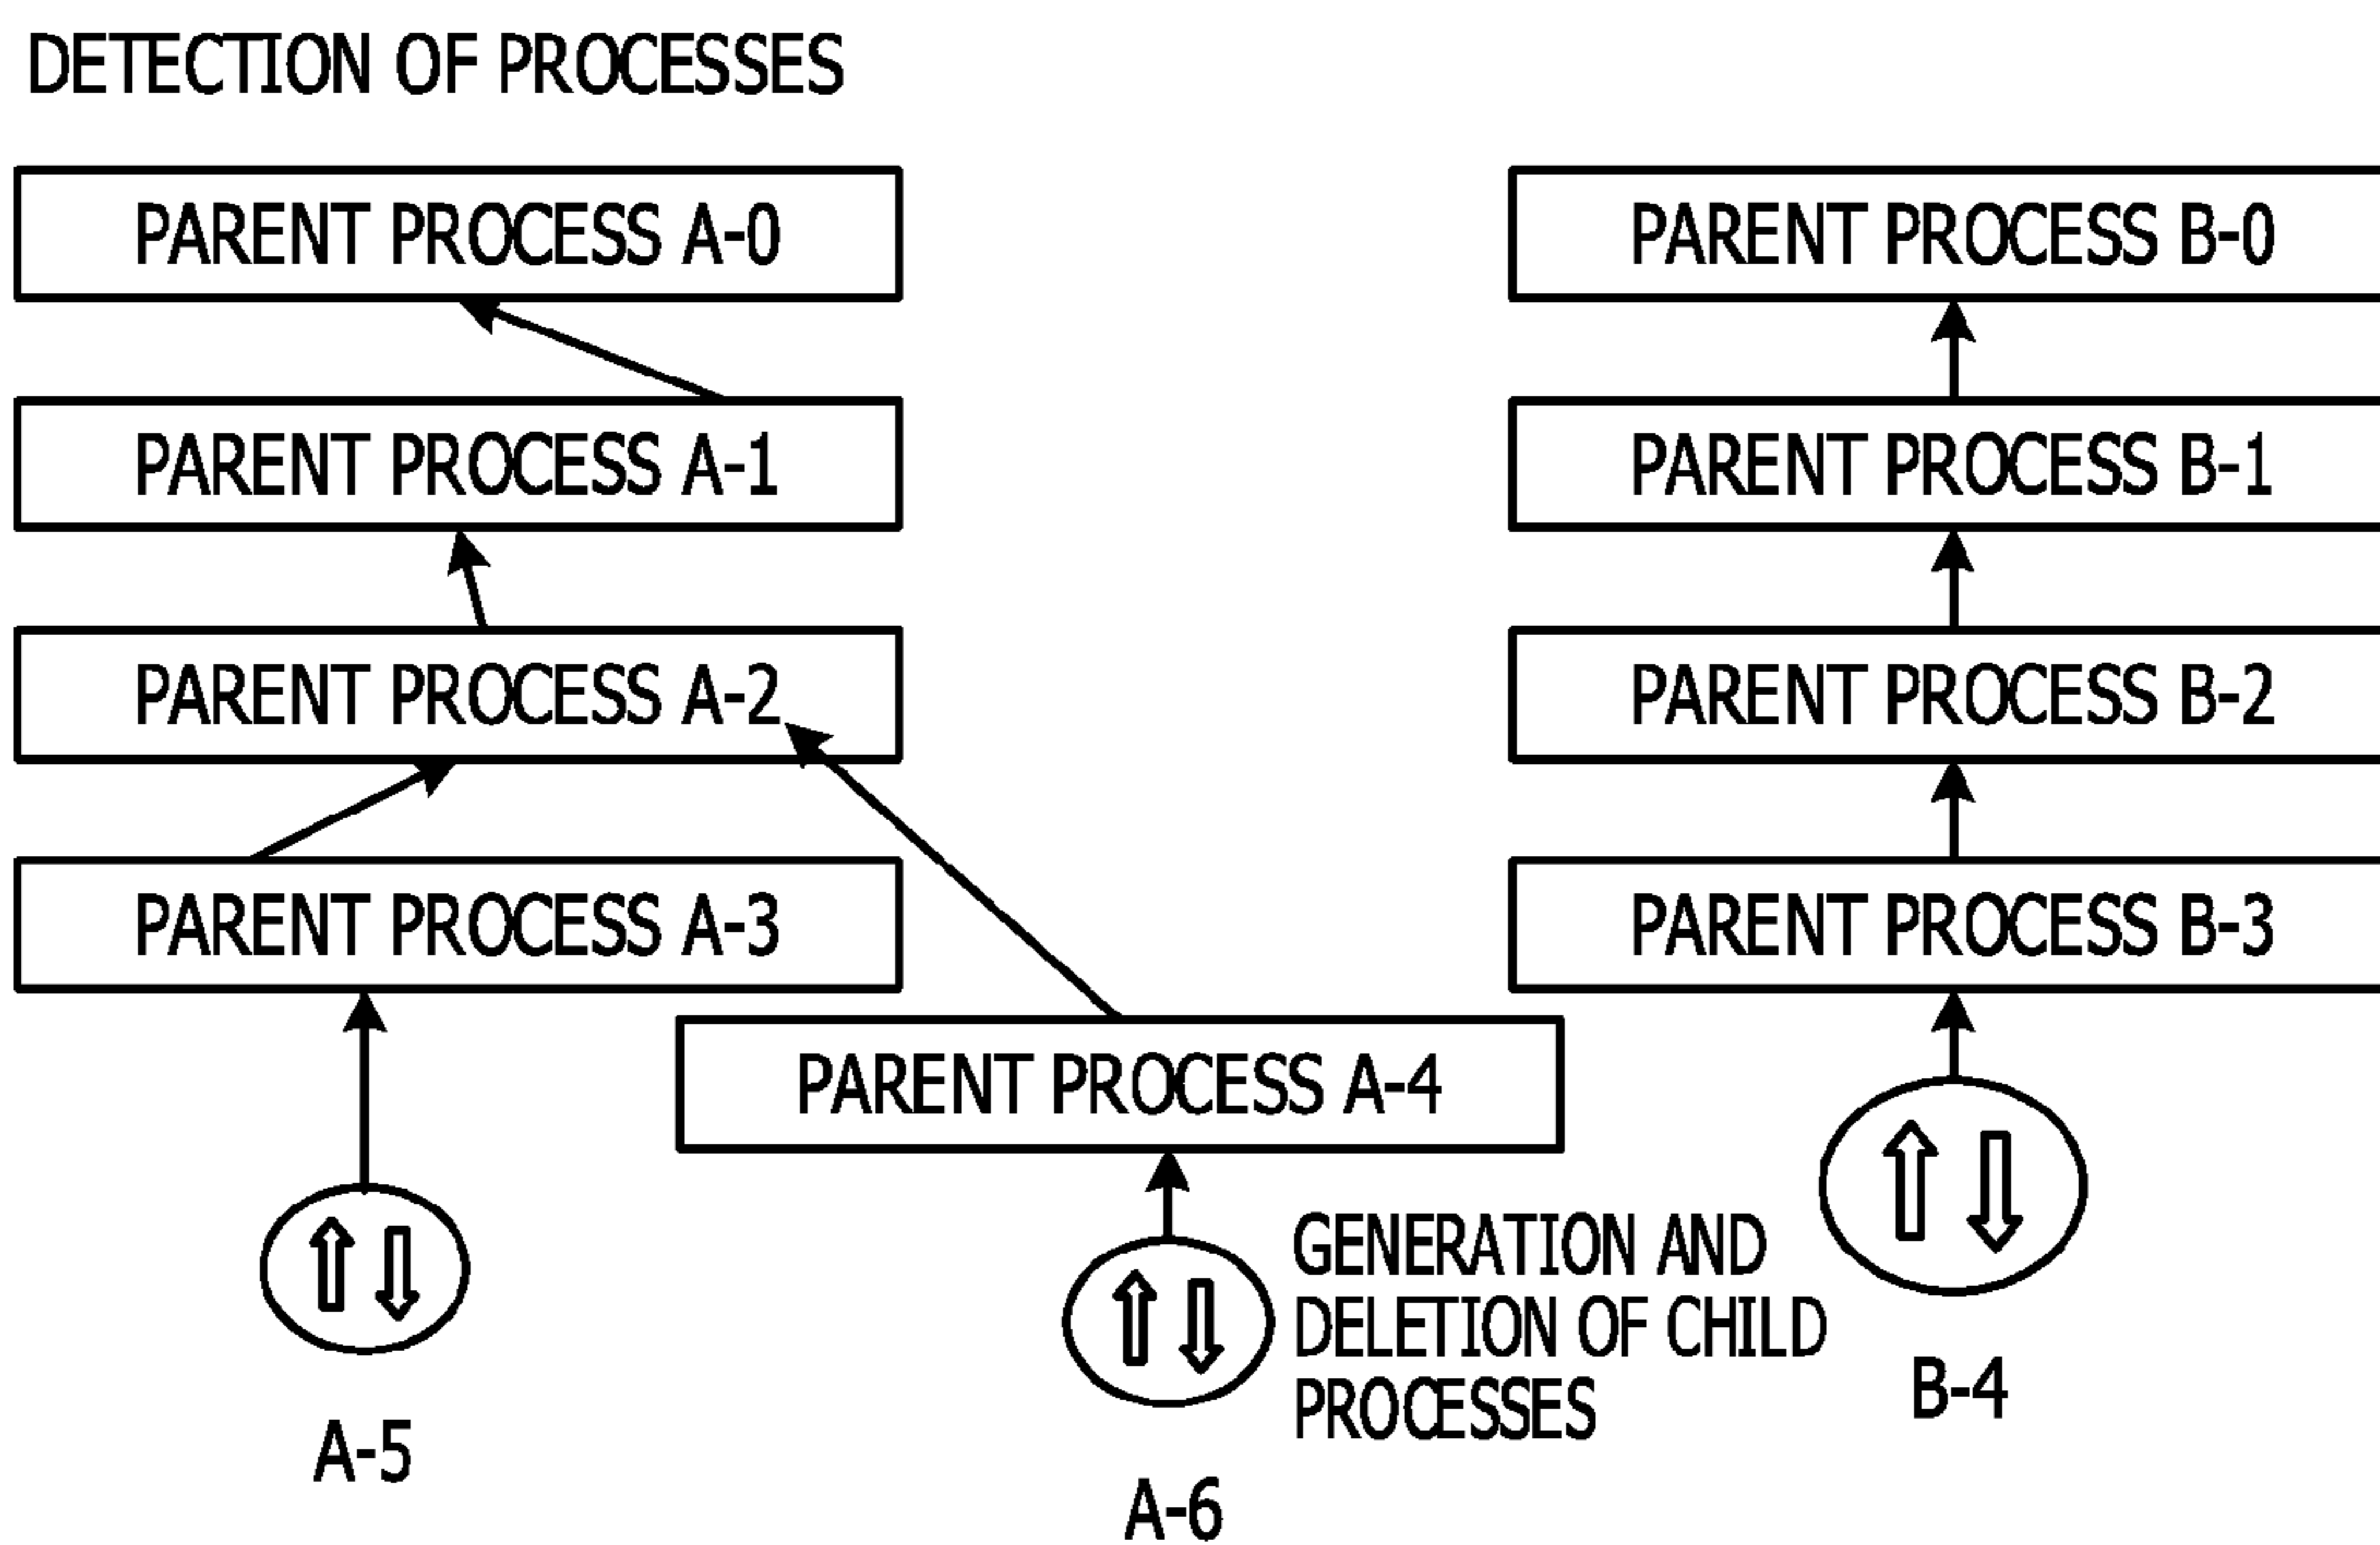 DETECTION OF PROCESSES
PARENT PROCESS A-0
PARENT PROCESS B-0
PARENT PROCESS A-1
PARENT PROCESS B-1
PARENT PROCESS A-2
PARENT PROCESS B-2
PARENT PROCESS A-3
PARENT PROCESS B-3
PARENT PROCESS A-4
GENERATION AND
DELETION OF CHILD
PROCESSES
B-4
A-5
A-6